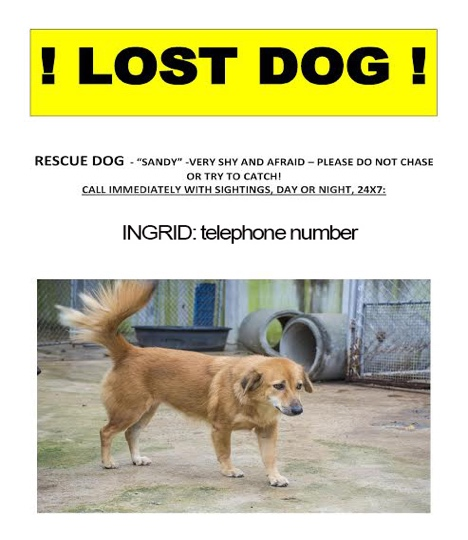 ! LOST DOG !
RESCUE DOG - “SANDY” -VERY SHY AND AFRAID – PLEASE DO NOT CHASE
OR TRY TO CATCH!
CALL IMMEDIATELY WITH SIGHTINGS, DAY OR NIGHT, 24X7:
INGRID: telephone number